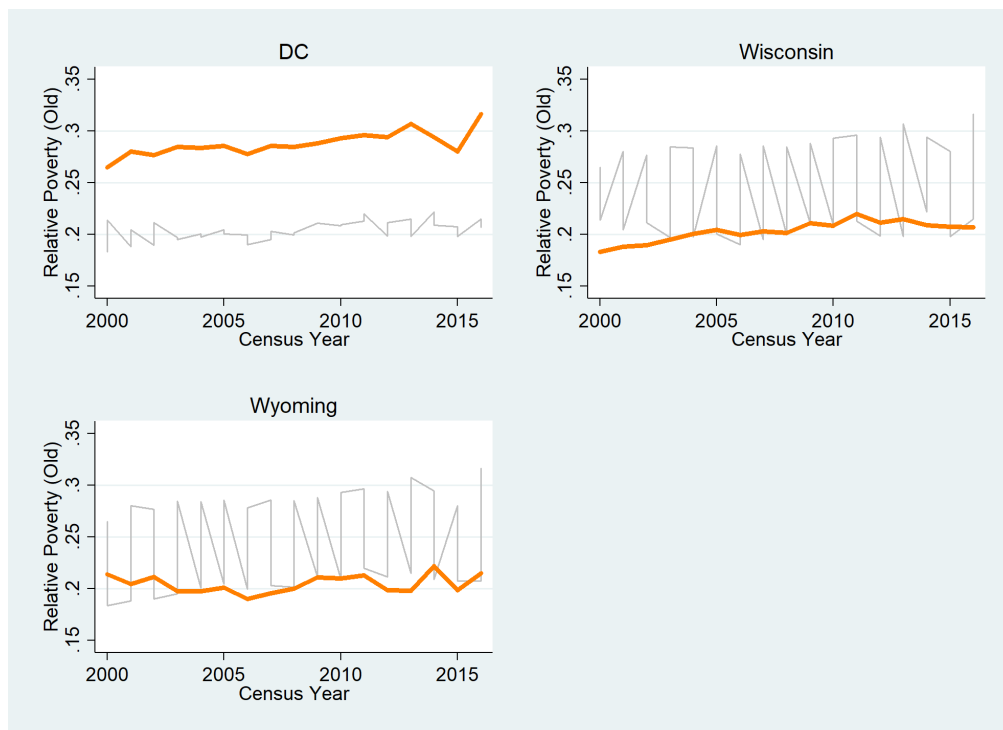 DC
Relative Poverty (Old)
.35
.3
.25
.2
.15
2000 2005 2010 2015
Census Year
Wisconsin
Relative Poverty (Old)
.35
.3
.25
.2
.15
2000 2005 2010 2015
Census Year
Wyoming
Relative Poverty (Old)
.35
.3
.25
.2
.15
2000 2005 2010 2015
Census Year